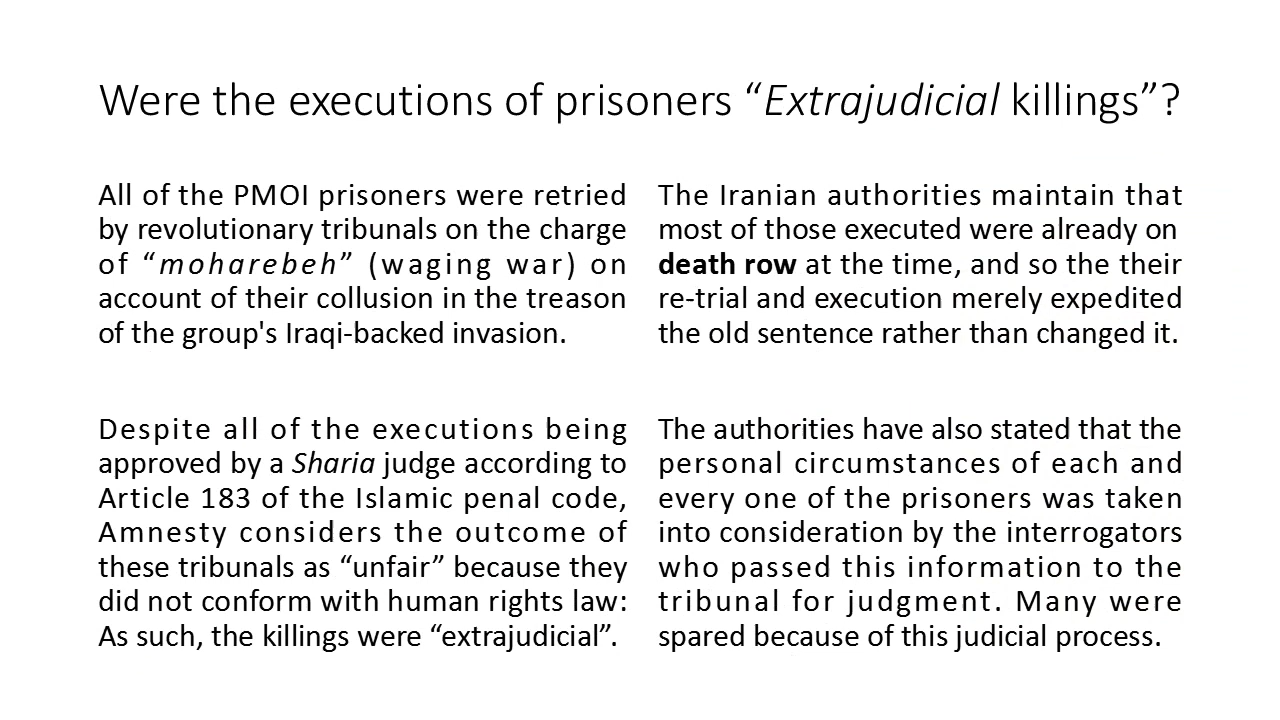 Were the executions of prisoners “Extrajudicial killings”?
All of the PMOI prisoners were retried
by revolutionary tribunals on the charge
of “moharebeh” (waging war) on
account of their collusion in the treason
of the group's Iraqi-backed invasion.
Despite all of the executions being
approved by a Sharia judge according to
Article 183 of the Islamic penal code,
Amnesty considers the outcome of
these tribunals as “unfair” because they
did not conform with human rights law:
As such, the killings were “extrajudicial”.
The Iranian authorities maintain that
most of those executed were already on
death row at the time, and so the their
re-trial and execution merely expedited
the old sentence rather than changed it.
The authorities have also stated that the
personal circumstances of each and
every one of the prisoners was taken
into consideration by the interrogators
who passed this information to the
tribunal for judgment. Many were
spared because of this judicial process.